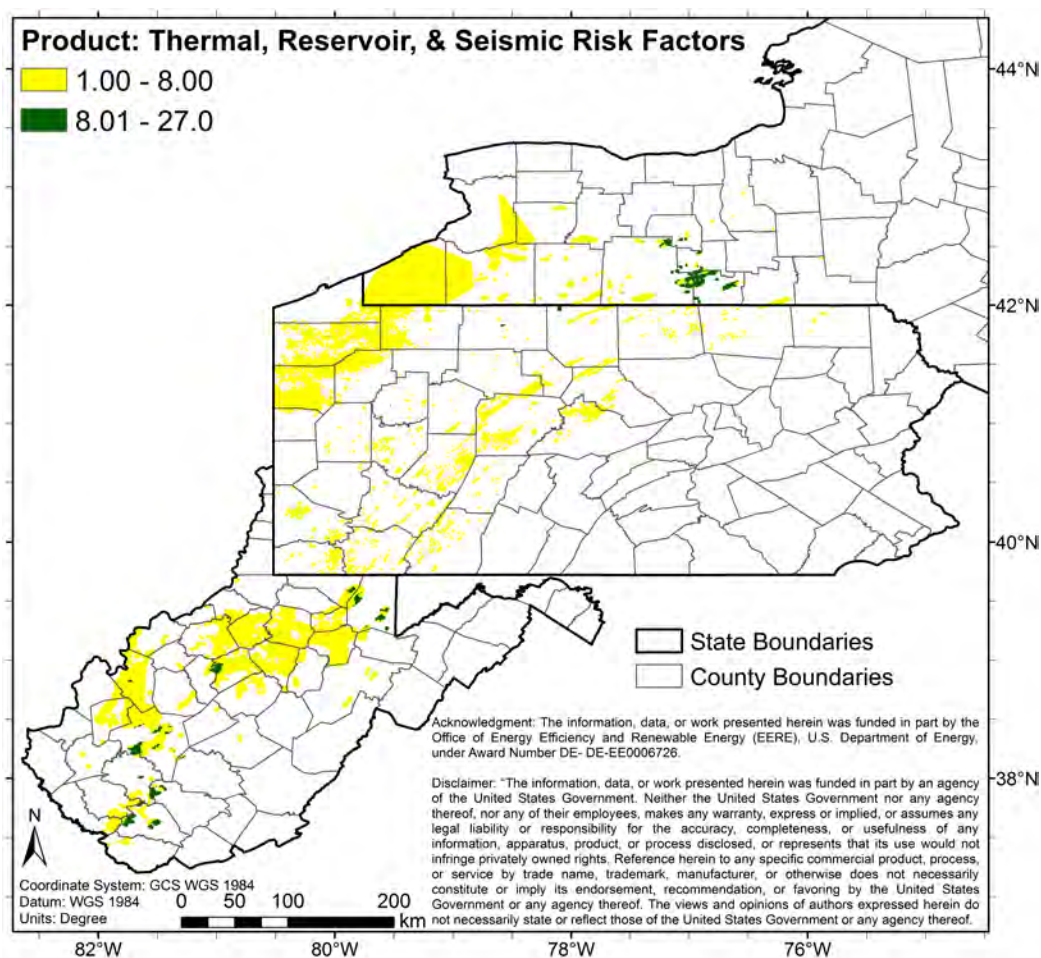 Product: Thermal, Reservoir, & Seismic Risk Factors
1.00 - 8.00
8.01 - 27.0
44°N
42°N
40°N
State Boundaries
County Boundaries
Acknowledgment: The information, data, or work presented herein was funded in part by the
Office of Energy Efficiency and Renewable Energy (EERE), U.S. Department of Energy,
under Award Number DE- DE-EE0006726.
38°N
Disclaimer: “The information, data, or work presented herein was funded in part by an agency
of the United States Government. Neither the United States Government nor any agency
thereof, nor any of their employees, makes any warranty, express or implied, or assumes any
legal liability or responsibility for the accuracy, completeness, or usefulness of any
information, apparatus, product, or process disclosed, or represents that its use would not
infringe privately owned rights. Reference herein to any specific commercial product, process,
or service by trade name, trademark, manufacturer, or otherwise does not necessarily
constitute or imply its endorsement, recommendation, or favoring by the United States
Government or any agency thereof. The views and opinions of authors expressed herein do
not necessarily state or reflect those of the United States Government or any agency thereof.
N
Coordinate System: GCS WGS 1984
Datum: WGS 1984
Units: Degree
0 50 100 200
km
82°W 80°W 78°W 76°W